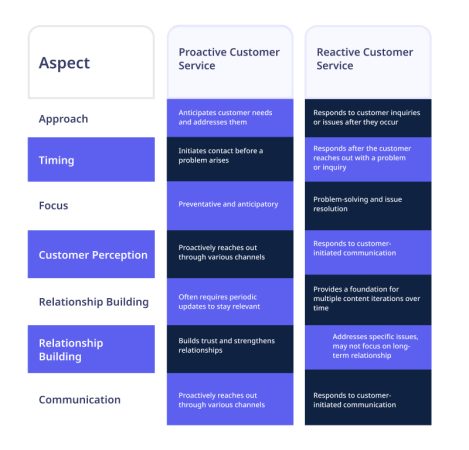 Aspect
Proactive Customer
Service
Reactive Customer
Service
Approach
Anticipates customer needs
and addresses them
Responds to customer inquiries
or issues after they occur
Timing
Initiates contact before a
problem arises
Responds after the customer
reaches out with a problem
or inquiry
Focus
Preventative and anticipatory
Problem-solving and issue
resolution
Customer Perception
Proactively reaches out
through various channels
Responds to customer-
initiated communication
Relationship Building
Often requires periodic
updates to stay relevant
Provides a foundation for
multiple content iterations over
time
Relationship
Building
Builds trust and strengthens
relationships
Addresses specific issues,
may not focus on long-
term relationship
Communication
Proactively reaches out
through various channels
Responds to customer-
initiated communication